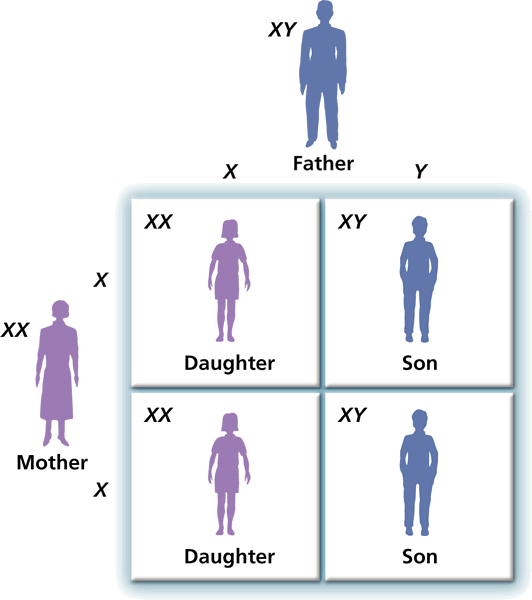 XY
Father
X Y
XX XY
X
XX
Daughter Son
XX XY
Mother
X
Daughter Son